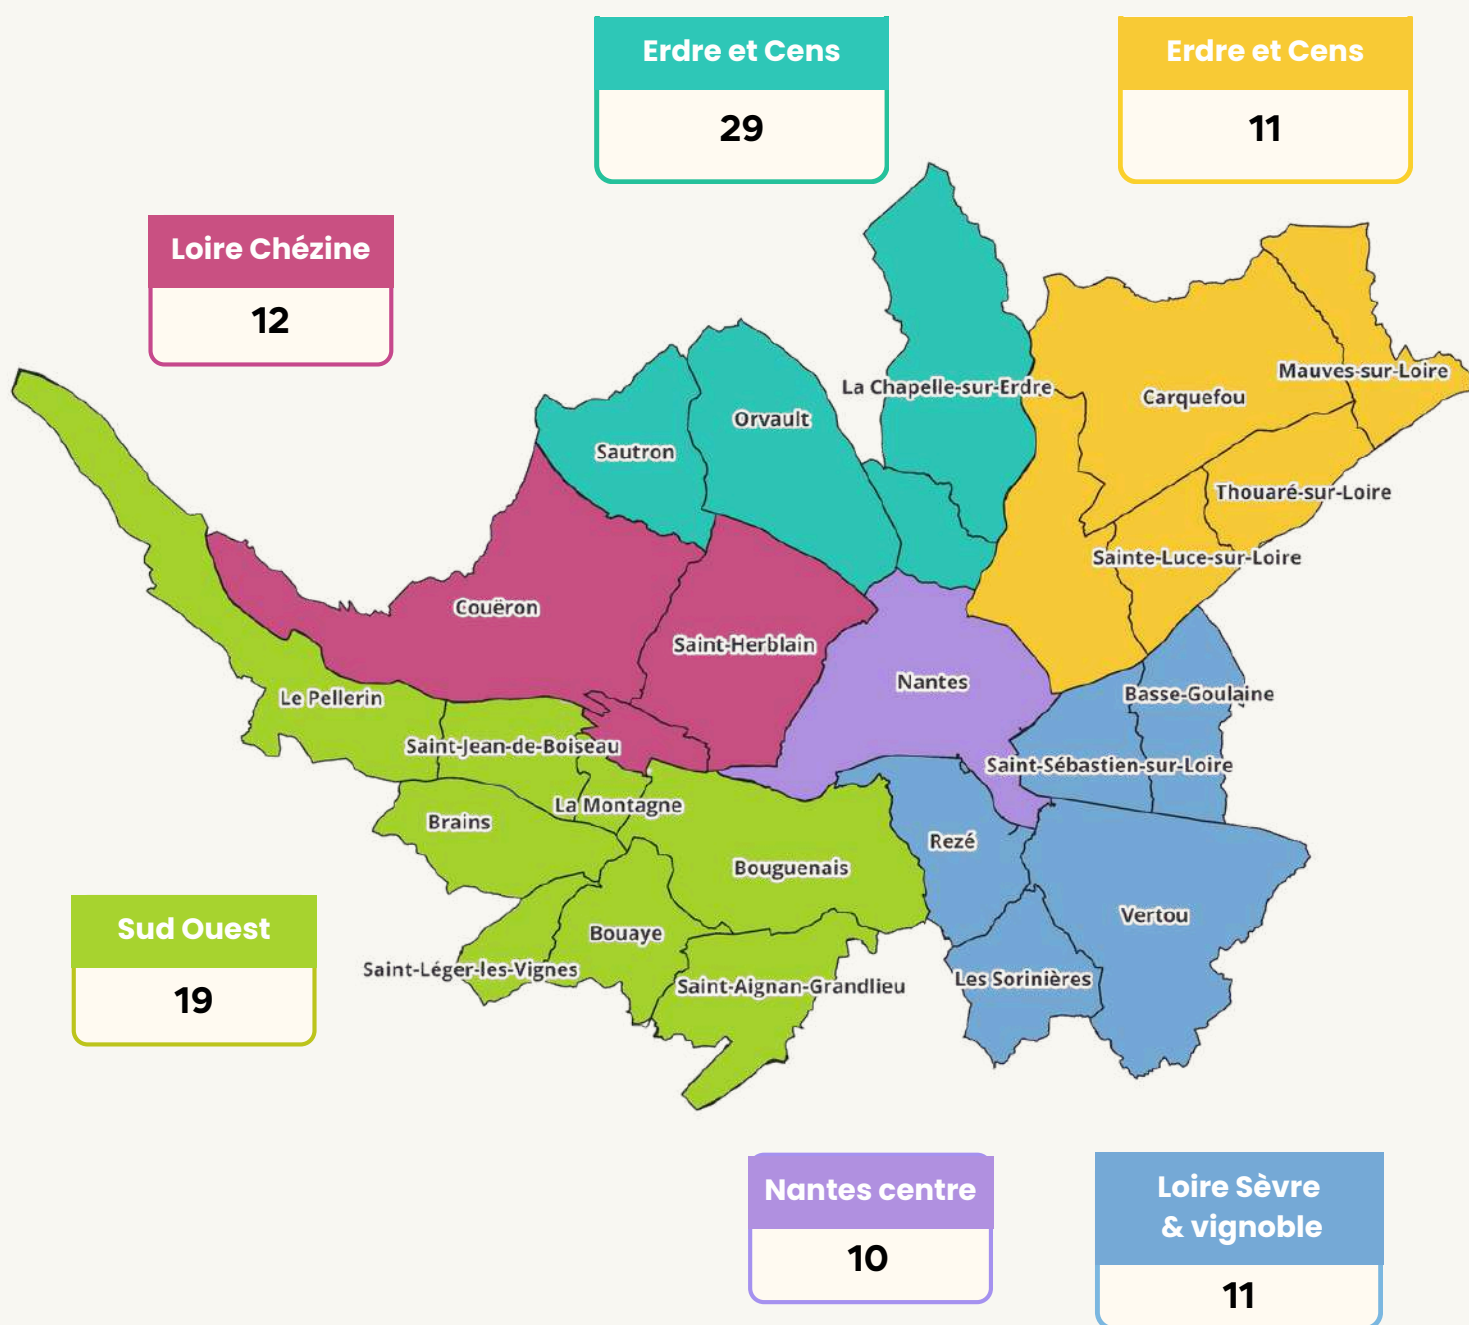 Erdre et Cens
29
Erdre et Cens
11
Loire Chézine
12
Mauves-sur-Loire
La Chapelle-sur-Erdre
Carquefou
Orvault
Sautron
Thouaré-sur-Loire
Sainte-Luce-sur-Loire
Couëron
Saint-Herblain
Nantes
Basse-Goulaine
Le Pellerin
Saint-Jean-de-Boiseau
Saint-Sébastien-sur-Loire
La Montagne
Brains
Rezé
Bouguenais
Vertou
Sud Ouest
19
Bouaye
Saint-Léger-les-Vignes
Les Sorinières
Saint-Aignan-Grandlieu
Nantes centre
10
Loire Sèvre
& vignoble
11